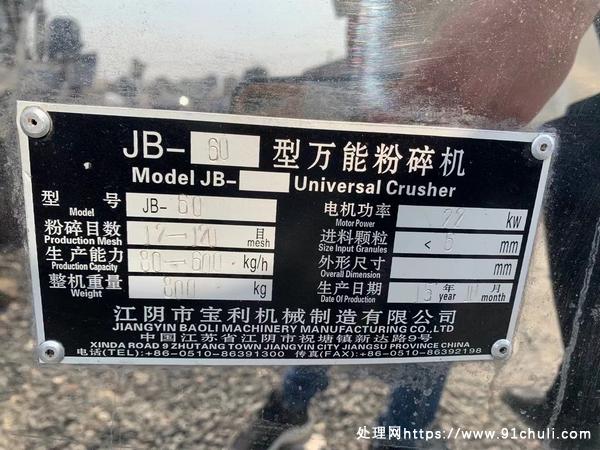 JB-60型万能粉碎机
Model JB- Universal Crusher
型号 Model JB-60 电机功率 Motor Power 22 kw
粉碎目数 Production Mesh 12-120 目 mesh 进料颗粒 Size Input Granules <6 mm
生产能力 Production Capacity 80-600 kg/h 外形尺寸 Overall Dimension mm
整机重量 Weight 800 kg 生产日期 Date Of Production 15年 year 月 month
江阴市宝利机械制造有限公司
JIANGYIN BAOLI MACHINERY MANUFACTURING CO.,LTD
中国江苏省江阴市祝塘镇新达路9号
XINDA ROAD 9 ZHUTANG TOWN JIANGYIN CITY JIANGSU PROVINCE CHINA
电话(TEL):+86-0510-86391300 传真(FAX):+86-0510-86392198
处理网https://www.91chuli.com/